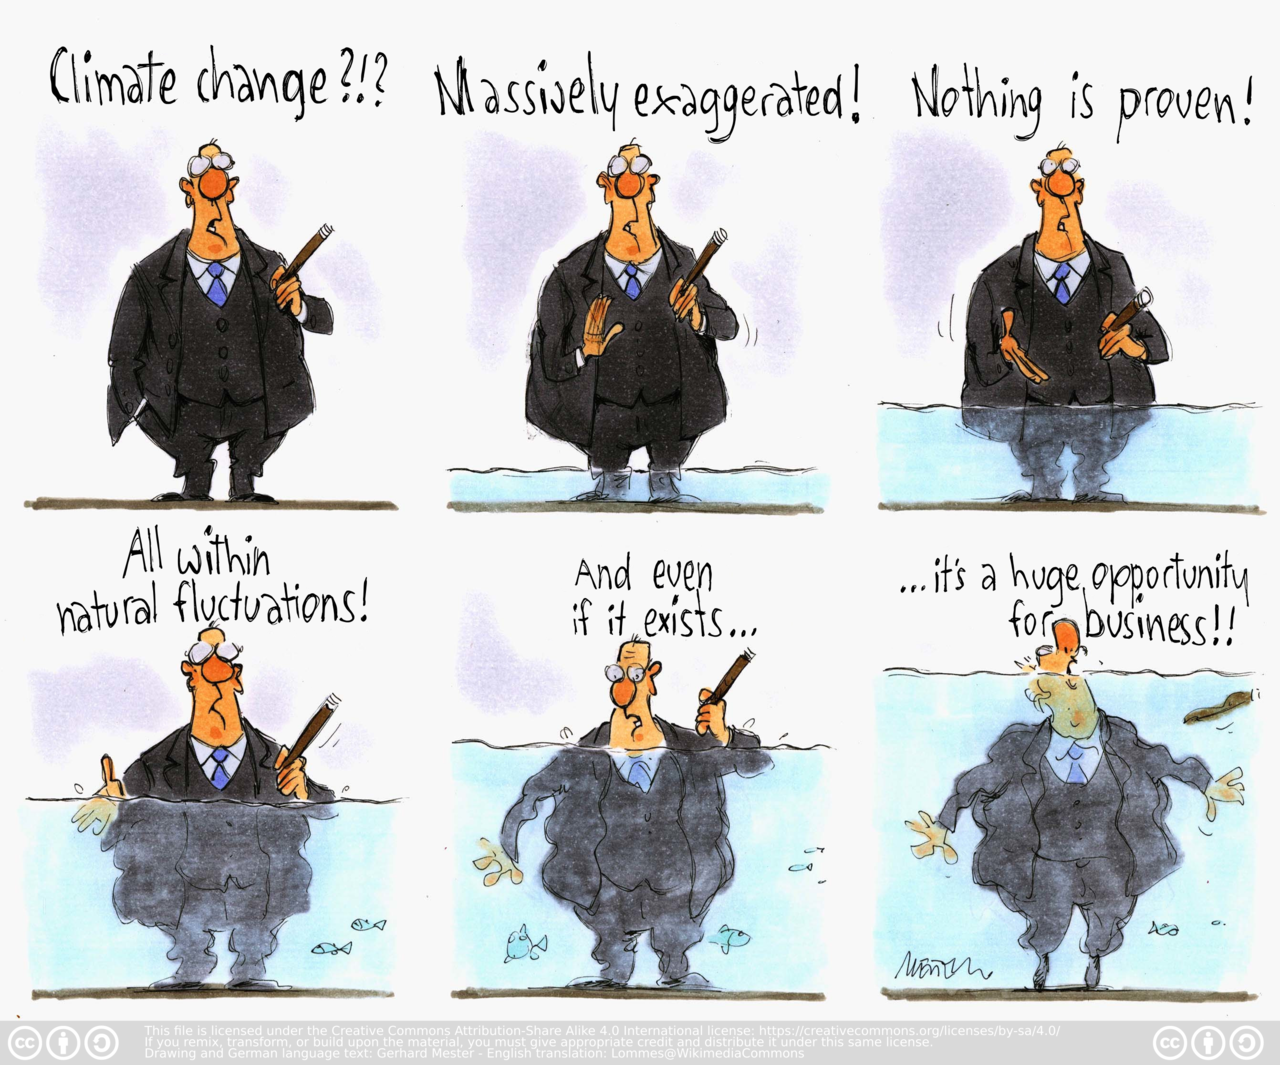 Climate change?!?
Massively exaggerated!
Nothing is proven!
All within
natural fluctuations!
And even
if it exists...
...it's a huge opportunity
for business!!
This file is licensed under the Creative Commons Attribution-Share Alike 4.0 International license: https://creativecommons.org/licenses/by-sa/4.0/
If you remix, transform, or build upon the material, you must give appropriate credit and distribute it under this same license.
Drawing and German language text: Gerhard Mester - English translation: Lommes@WikimediaCommons
cc
cc